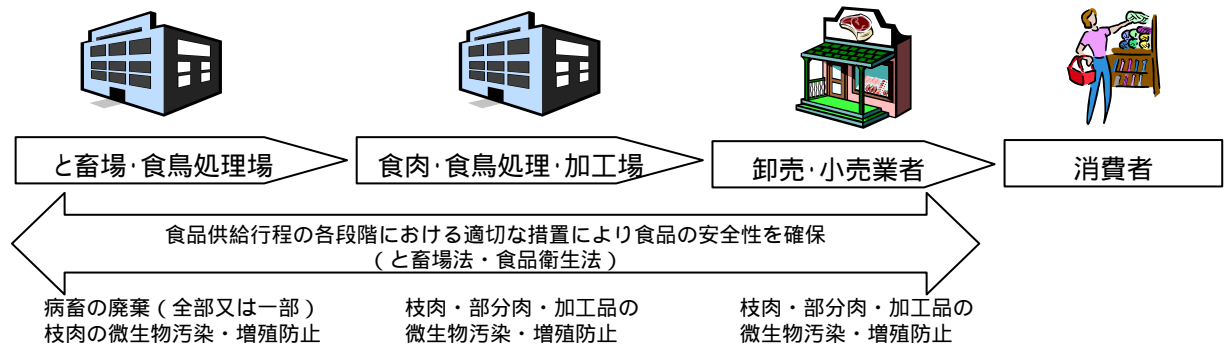 と畜場・食鳥処理場
食肉・食鳥処理・加工場
卸売・小売業者
消費者
食品供給行程の各段階における適切な措置により食品の安全性を確保
（と畜場法・食品衛生法）
病畜の廃棄（全部又は一部）
枝肉の微生物汚染・増殖防止
枝肉・部分肉・加工品の
微生物汚染・増殖防止
枝肉・部分肉・加工品の
微生物汚染・増殖防止